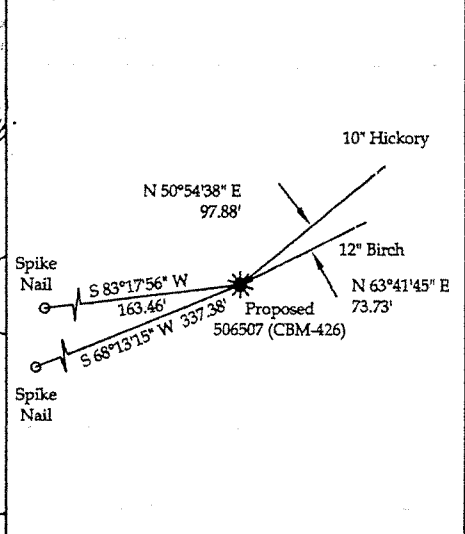 10" Hickory
N 50°54'38" E
97.88'
12" Birch
Spike
Nail
S 83°17'56" W
163.46'
N 63°41'45" E
73.73'
Proposed
506507 (CBM-426)
S 68°13'15" W 337.38'
Spike
Nail